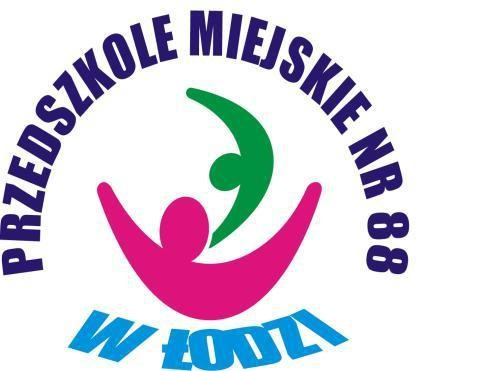 PRZEDSZKOLE MIEJSKIE NR 88
W ŁODZI